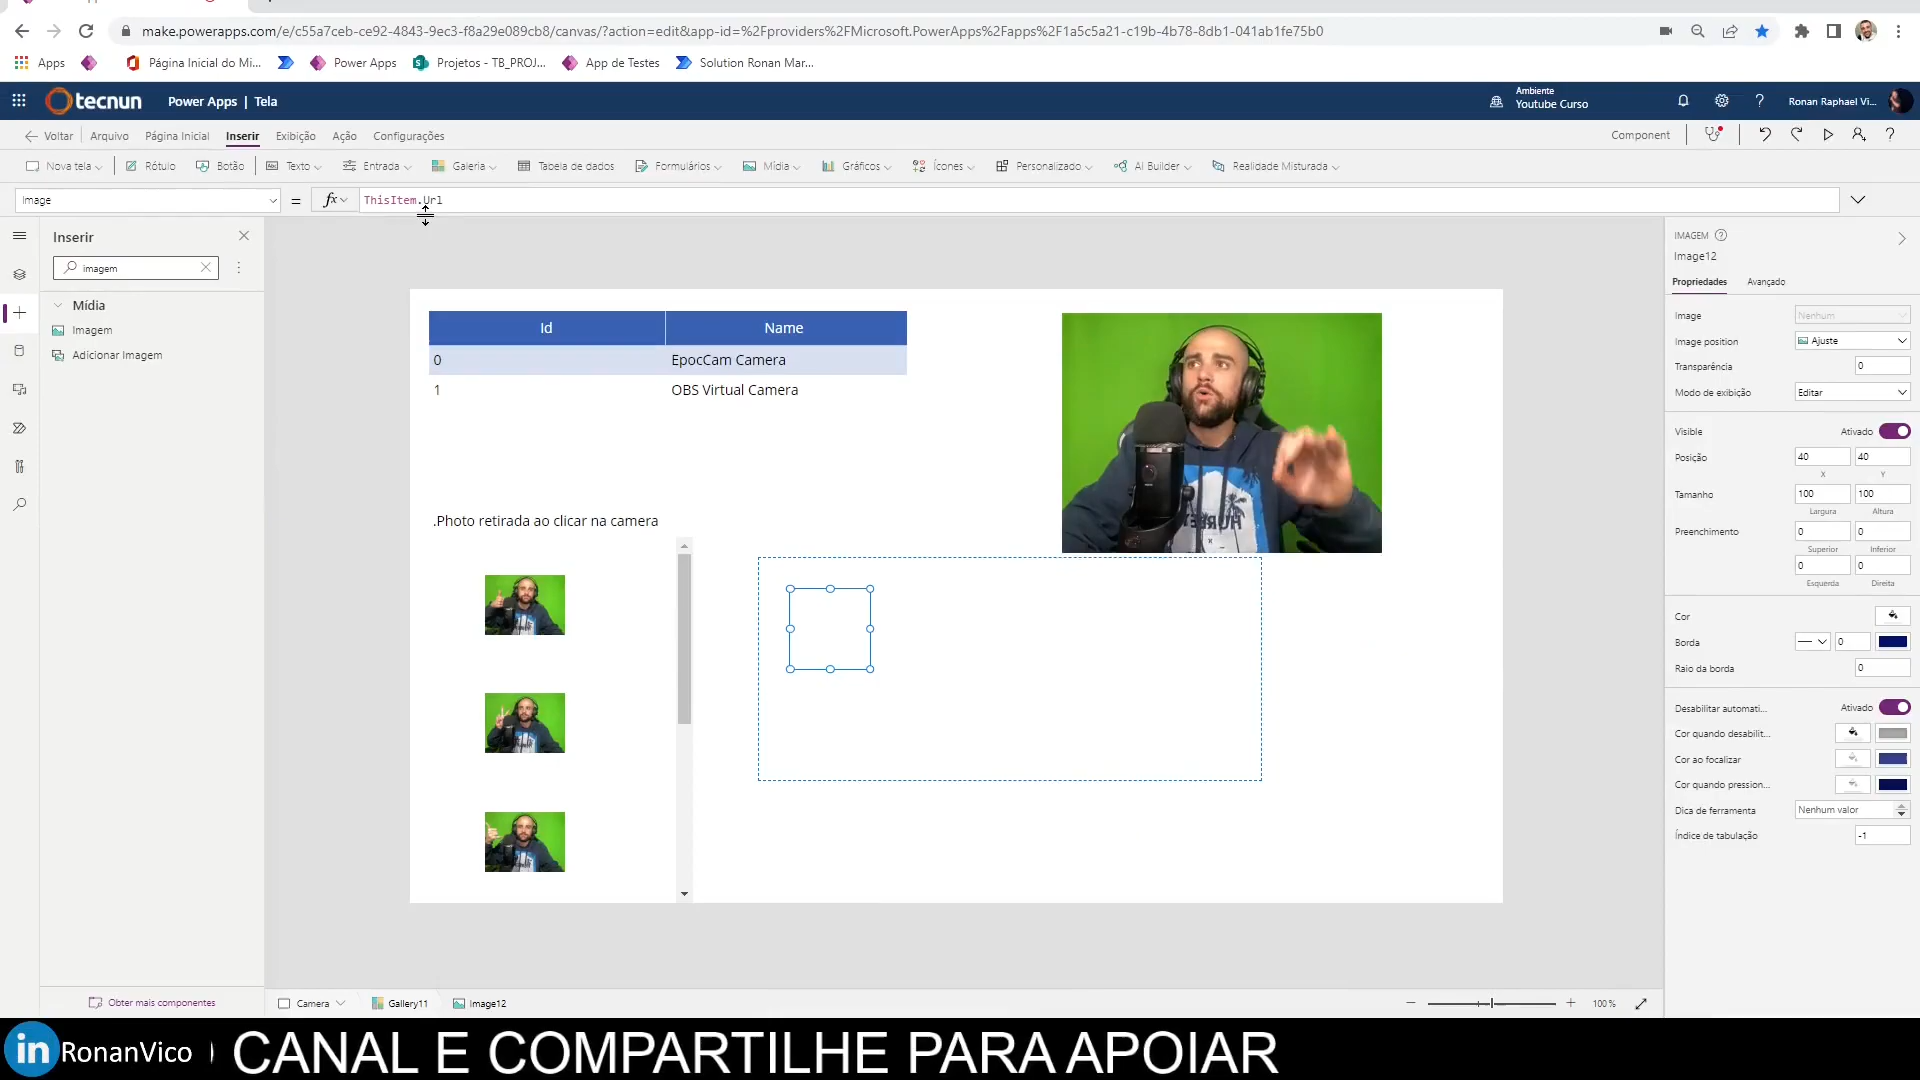 make.powerapps.com/e/c55a7ceb-ce92-4843-9ec3-f8a29e089cb8/canvas/?action=edit&app-id=%2Fproviders%2FMicrosoft.PowerApps%2Fapps%2F1a5c5a21-c19b-4b78-8db1-041ab1fe75b0
Apps Página Inicial do Mi... Power Apps Projetos - TB_PROJ... App de Testes Solution Ronan Mar...
tecnun Power Apps | Tela Ambiente
Youtube Curso Ronan Raphael Vi...
Voltar Arquivo Página Inicial Inserir Exibição Ação Configurações Component
Nova tela Rótulo Botão Texto Entrada Galeria Tabela de dados Formulários Mídia Gráficos Ícones Personalizado AI Builder Realidade Misturada
Image = fx ThisItem.Url
Inserir
imagem
Mídia
Imagem
Adicionar Imagem
Obter mais componentes
Id Name
0 EpocCam Camera
1 OBS Virtual Camera
.Photo retirada ao clicar na camera
Camera Gallery11 Image12 100 %
IMAGEM
Image12
Propriedades Avançado
Image Nenhum
Image position Ajuste
Transparência 0
Modo de exibição Editar
Visible Ativado
Posição 40 40
X Y
Tamanho 100 100
Largura Altura
Preenchimento 0 0
Superior Inferior
0 0
Esquerda Direita
Cor
Borda 0
Raio da borda 0
Desabilitar automati... Ativado
Cor quando desabilit...
Cor ao focalizar
Cor quando pression...
Dica de ferramenta Nenhum valor
Índice de tabulação -1
in RonanVico | CANAL E COMPARTILHE PARA APOIAR